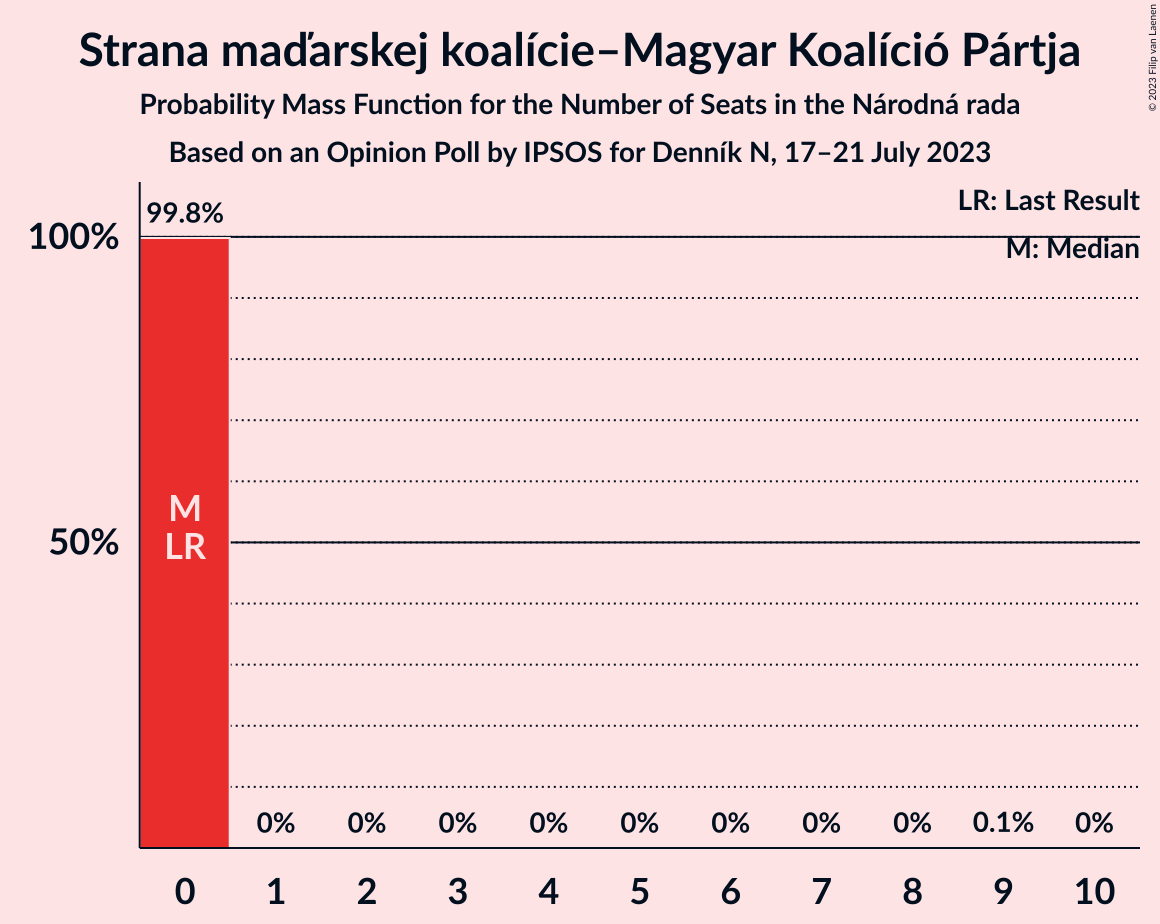 Strana maďarskej koalície–Magyar Koalíció Pártja
Probability Mass Function for the Number of Seats in the Národná rada
Based on an Opinion Poll by IPSOS for Denník N, 17–21 July 2023
© 2023 Filip van Laenen
LR: Last Result
M: Median
99.8%
100%
50%
M
LR
0% 0% 0% 0% 0% 0% 0% 0% 0.1% 0%
0 1 2 3 4 5 6 7 8 9 10